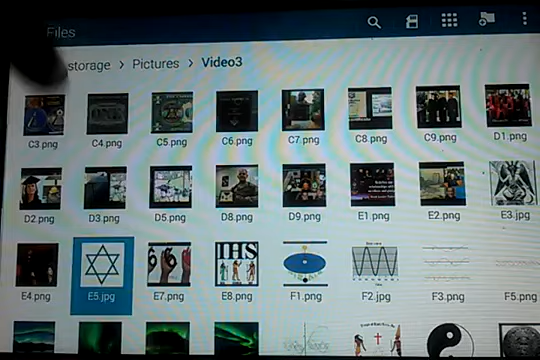 Files
storage > Pictures > Video3
C3.png C4.png C5.png C6.png C7.png C8.png C9.png D1.png
D2.png D3.png D5.png D8.png D9.png E1.png E2.png E3.jpg
IHS
E4.png E5.jpg E7.png E8.png F1.png F2.jpg F3.png F5.png